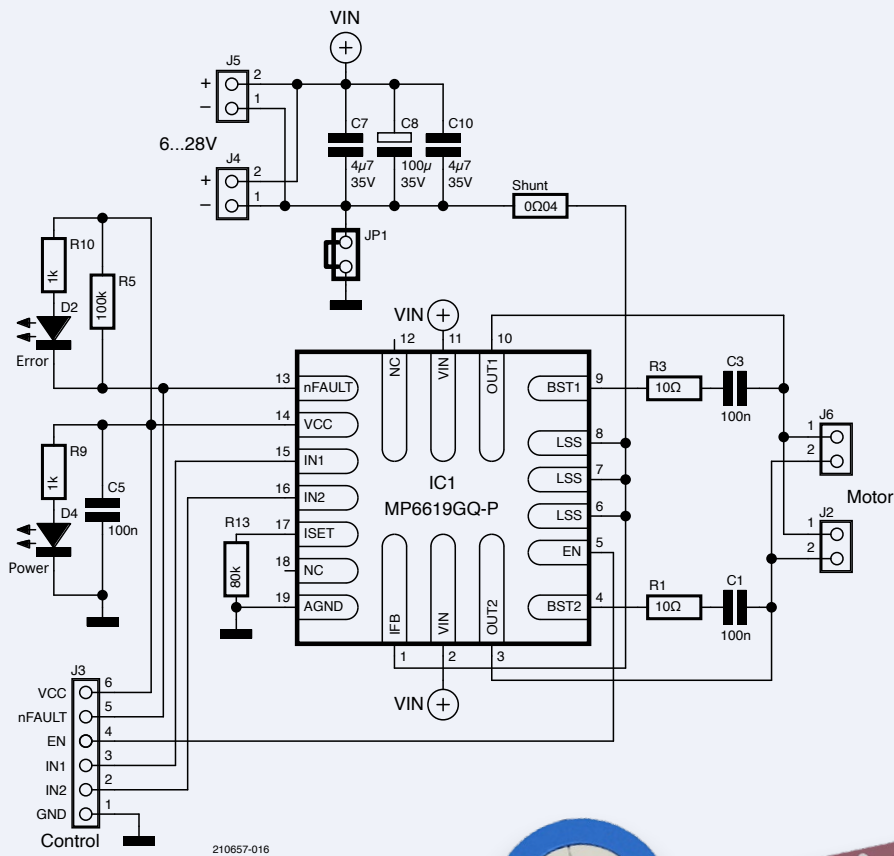 VIN
J5
+ 2
– 1
6...28V
J4
+ 2
– 1
C7
4µ7
35V
C8
100µ
35V
C10
4µ7
35V
Shunt
0Ω04
JP1
R10
1k
R5
100k
D2
Error
VIN
12 11 10
NC VIN OUT1
13 nFAULT
14 VCC
15 IN1
16 IN2
17 ISET
18 NC
19 AGND
IC1
MP6619GQ-P
BST1 9
LSS 8
LSS 7
LSS 6
EN 5
BST2 4
IFB VIN OUT2
1 2 3
VIN
R3
10Ω
C3
100n
J6
1
2
Motor
J2
1
2
R1
10Ω
C1
100n
R9
1k
C5
100n
D4
Power
R13
80k
J3
VCC 6
nFAULT 5
EN 4
IN1 3
IN2 2
GND 1
Control
210657-016